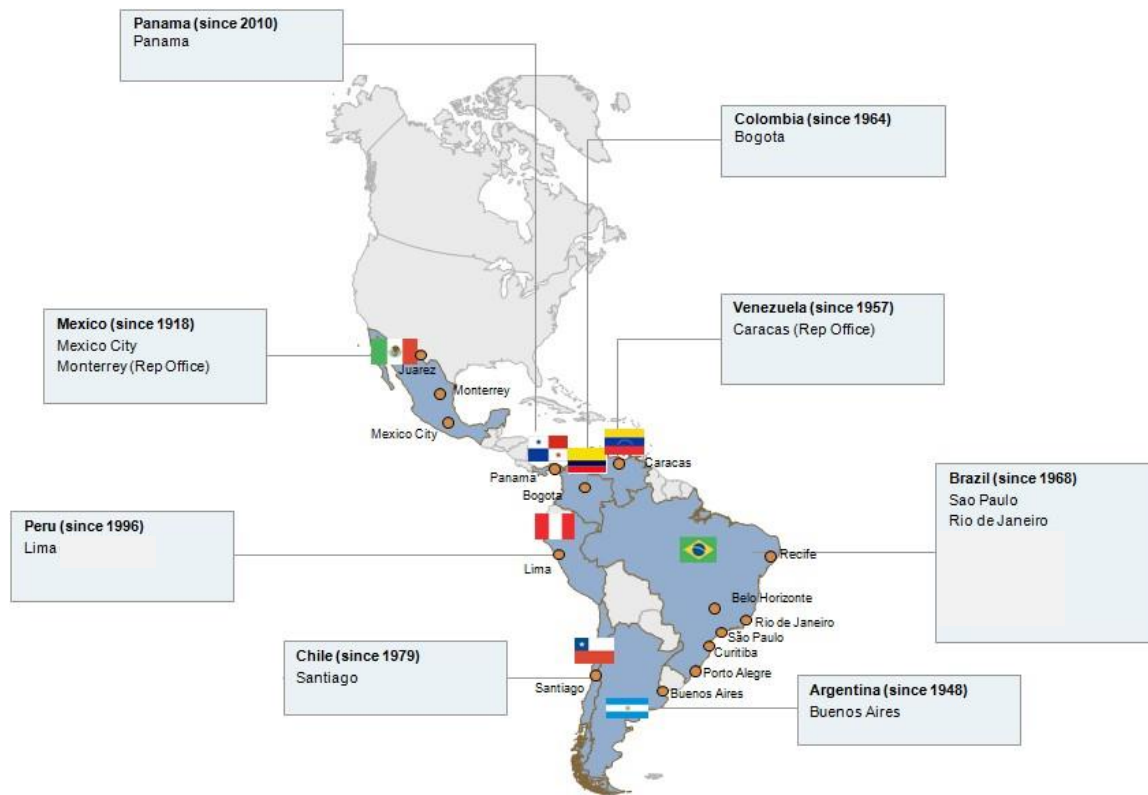 Panama (since 2010)
Panama
Colombia (since 1964)
Bogota
Venezuela (since 1957)
Caracas (Rep Office)
Mexico (since 1918)
Mexico City
Monterrey (Rep Office)
Juarez
Monterrey
Mexico City
Panama
Caracas
Bogota
Brazil (since 1968)
Sao Paulo
Rio de Janeiro
Peru (since 1996)
Lima
Lima
Recife
Belo Horizonte
Rio de Janeiro
São Paulo
Curitiba
Porto Alegre
Chile (since 1979)
Santiago
Santiago
Buenos Aires
Argentina (since 1948)
Buenos Aires